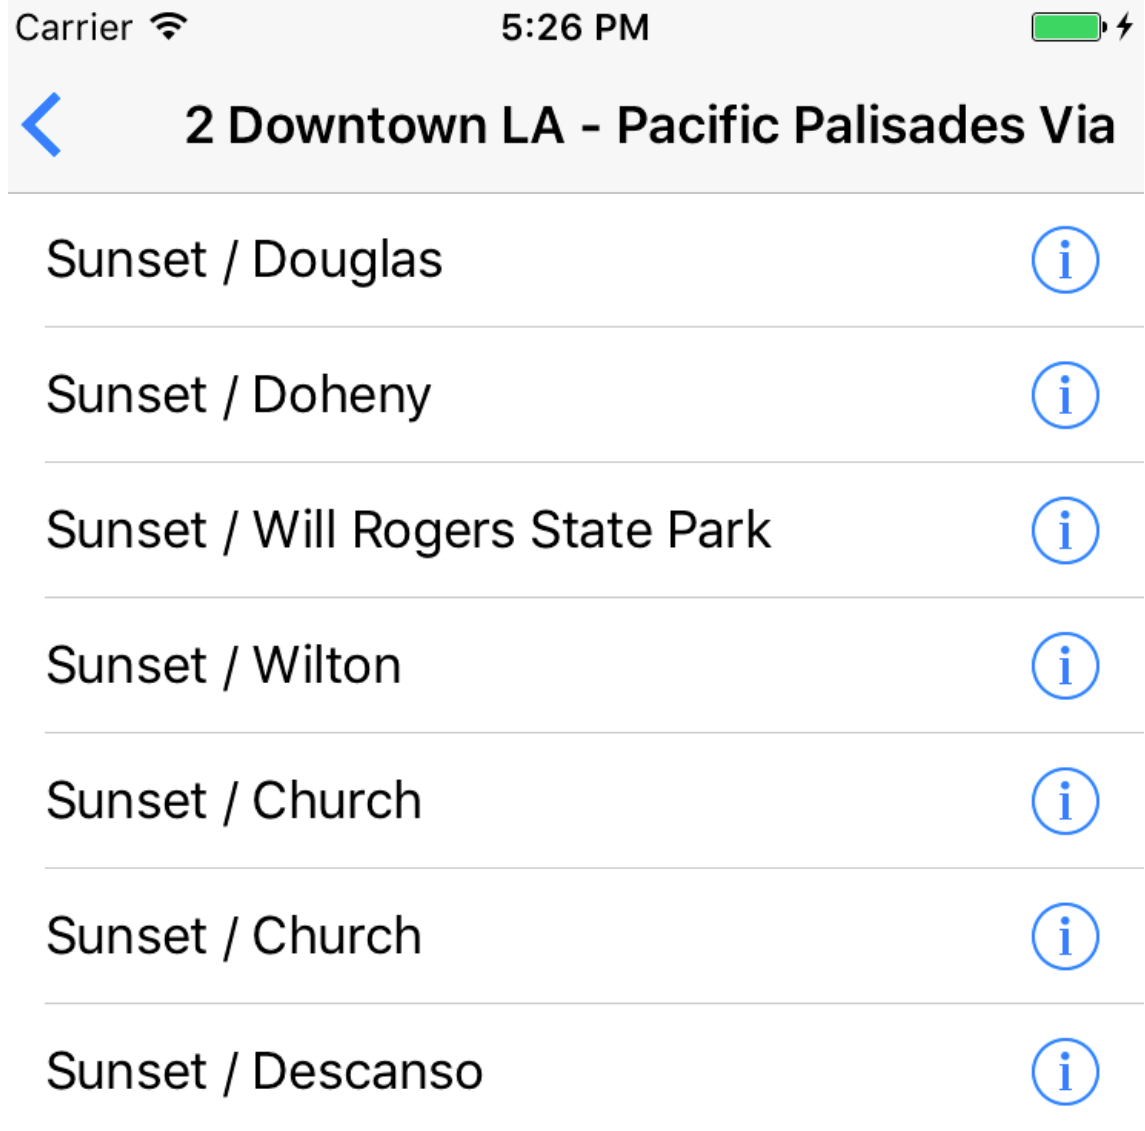 Carrier 5:26 PM
2 Downtown LA - Pacific Palisades Via
Sunset / Douglas
Sunset / Doheny
Sunset / Will Rogers State Park
Sunset / Wilton
Sunset / Church
Sunset / Church
Sunset / Descanso